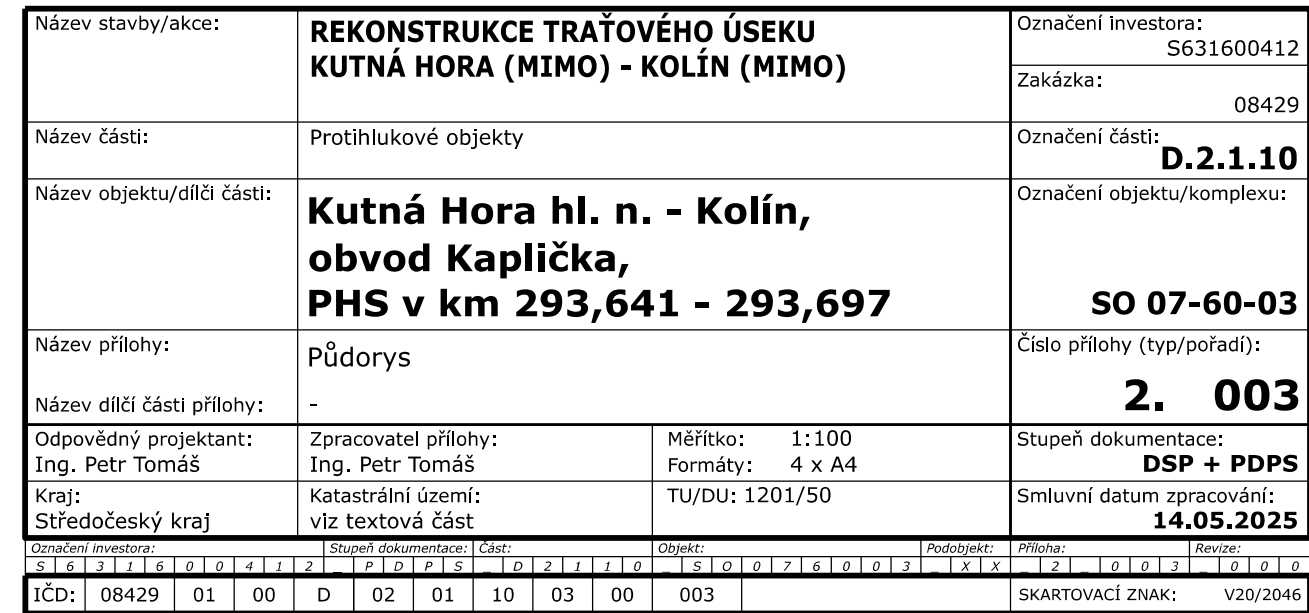 Název stavby/akce:
REKONSTRUKCE TRAŤOVÉHO ÚSEKU
KUTNÁ HORA (MIMO) - KOLÍN (MIMO)
Označení investora:
S631600412
Zakázka:
08429
Název části:
Protihlukové objekty
Označení části:
D.2.1.10
Název objektu/dílči části:
Kutná Hora hl. n. - Kolín,
obvod Kaplička,
PHS v km 293,641 - 293,697
Označení objektu/komplexu:
SO 07-60-03
Název přílohy:
Půdorys
Název dílčí části přílohy:
-
Číslo přílohy (typ/pořadí):
2. 003
Odpovědný projektant:
Ing. Petr Tomáš
Zpracovatel přílohy:
Ing. Petr Tomáš
Měřítko: 1:100
Formáty: 4 x A4
Stupeň dokumentace:
DSP + PDPS
Kraj:
Středočeský kraj
Katastrální území:
viz textová část
TU/DU: 1201/50
Smluvní datum zpracování:
14.05.2025
Označení investora: Stupeň dokumentace: Část: Objekt: Podobjekt: Příloha: Revize:
S 6 3 1 6 0 0 4 1 2 _ P D P S _ D 2 1 1 0 _ S O 0 7 6 0 0 3 _ X X _ 2 _ 0 0 3 _ 0 0 0
IČD: 08429 01 00 D 02 01 10 03 00 003 SKARTOVACÍ ZNAK: V20/2046